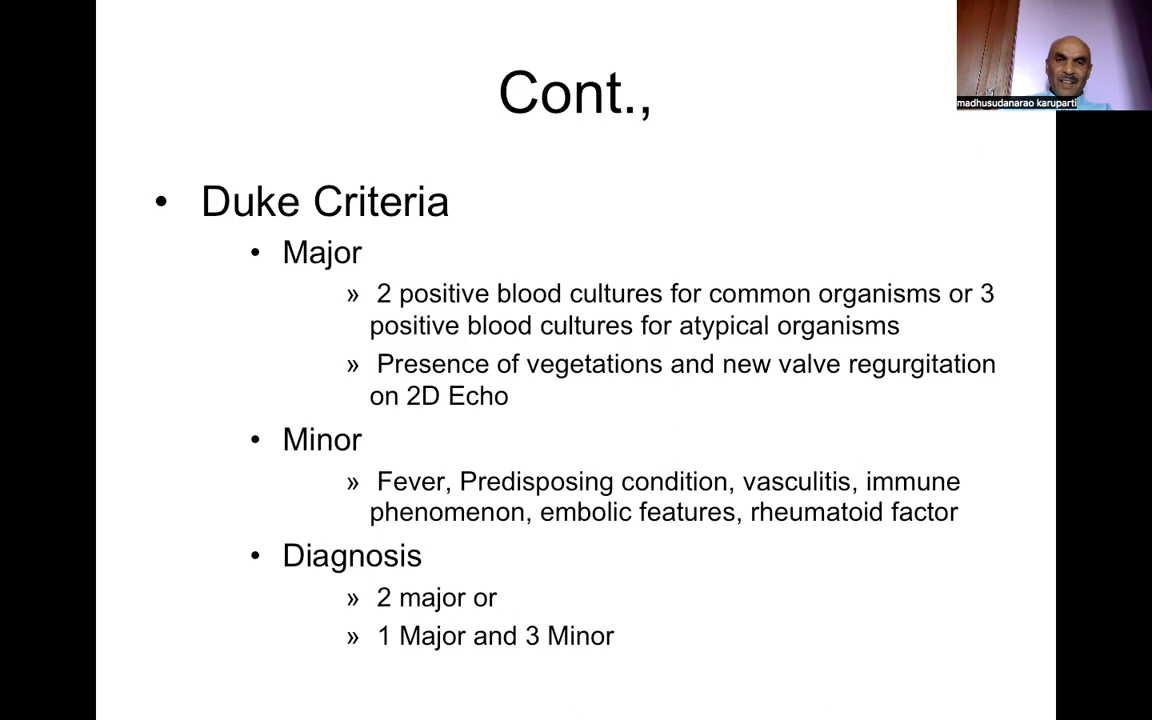 Cont.,
madhusudanarao karuparti
• Duke Criteria
• Major
» 2 positive blood cultures for common organisms or 3
positive blood cultures for atypical organisms
» Presence of vegetations and new valve regurgitation
on 2D Echo
• Minor
» Fever, Predisposing condition, vasculitis, immune
phenomenon, embolic features, rheumatoid factor
• Diagnosis
» 2 major or
» 1 Major and 3 Minor